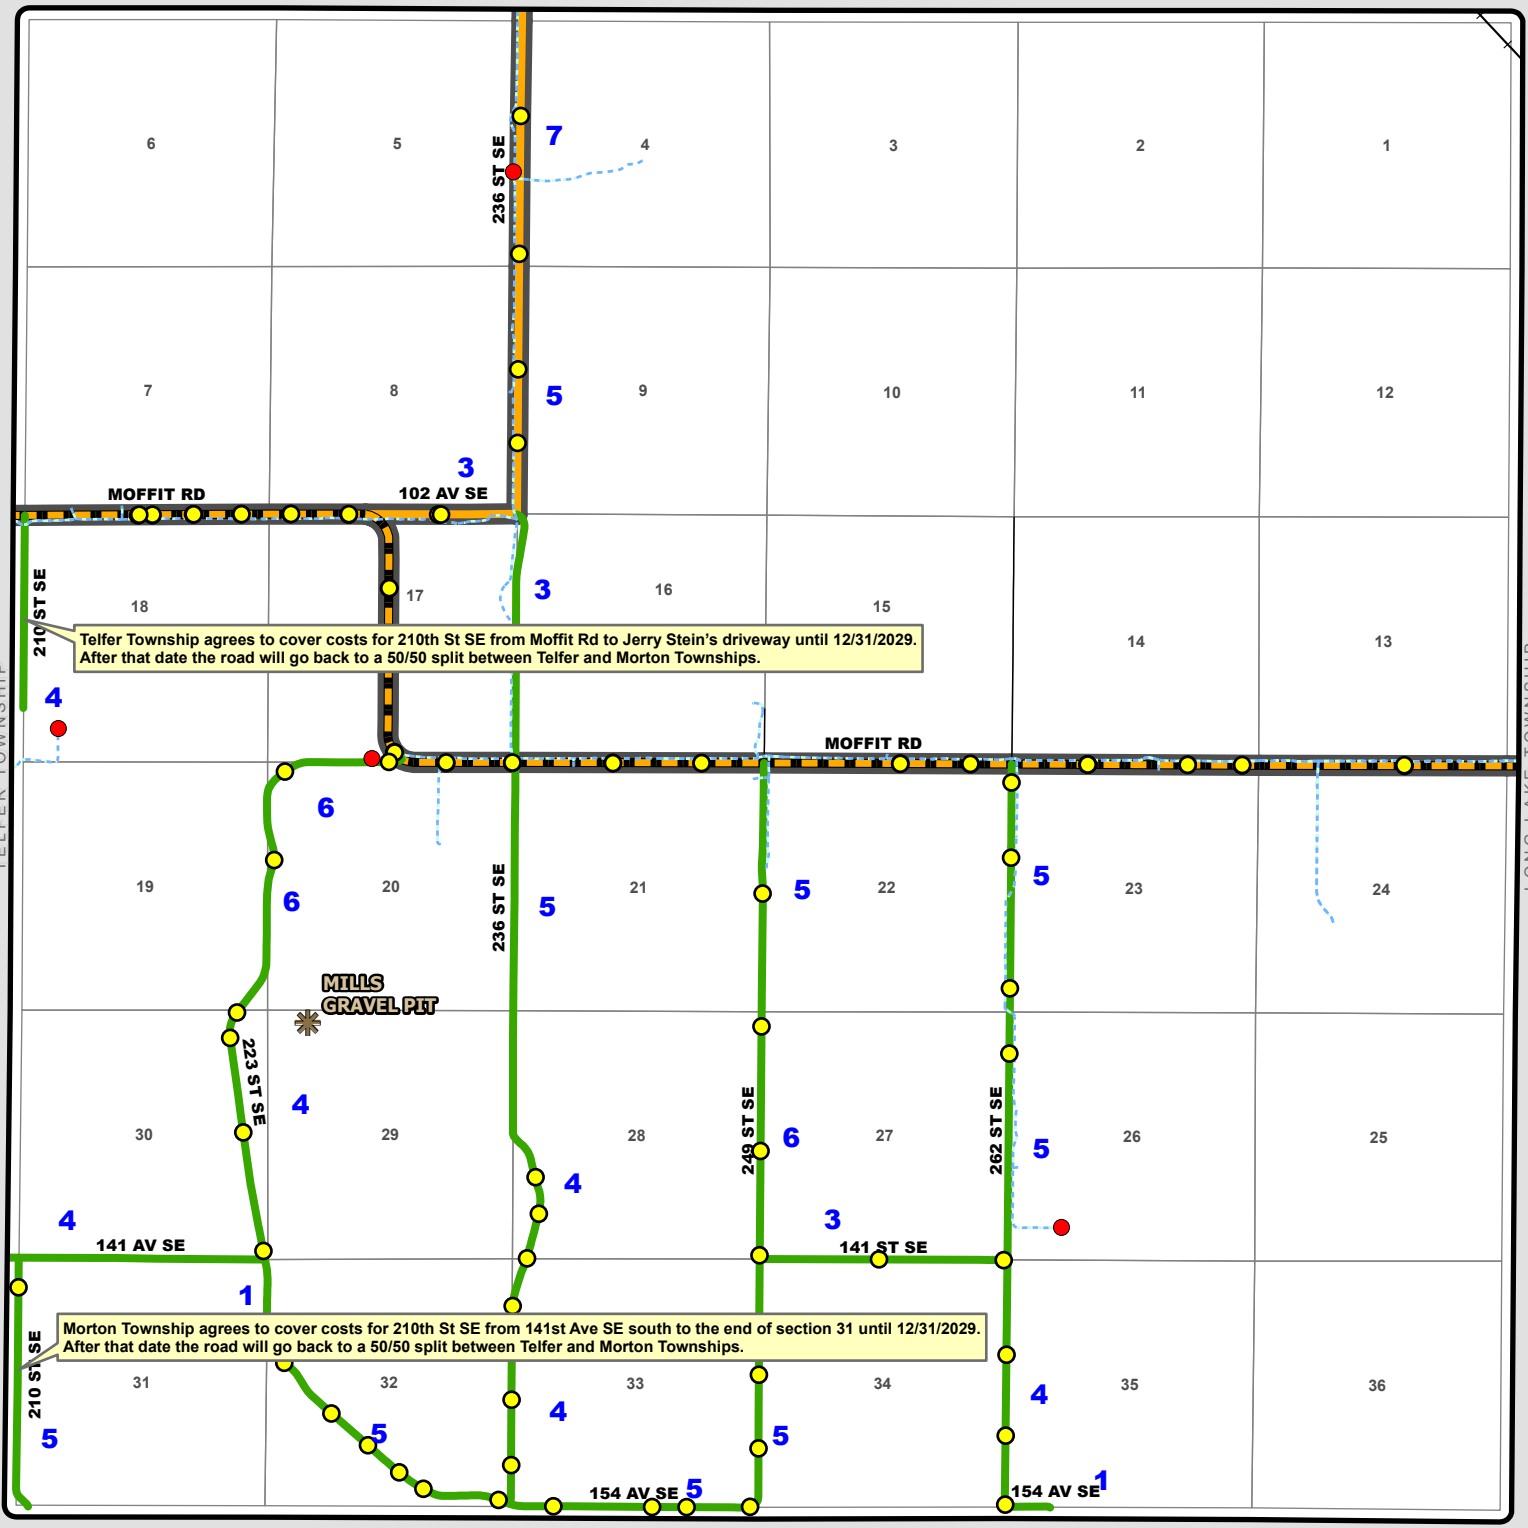 6
5
7
4
3
2
1
236 ST SE
7
8
5
9
10
11
12
3
MOFFIT RD
102 AV SE
210 ST SE
18
17
3
16
15
14
13
Telfer Township agrees to cover costs for 210th St SE from Moffit Rd to Jerry Stein's driveway until 12/31/2029.
After that date the road will go back to a 50/50 split between Telfer and Morton Townships.
4
MOFFIT RD
TELFER TOWNSHIP
LONG LAKE TOWNSHIP
6
19
6
20
236 ST SE
5
21
5
22
5
23
24
MILLS
GRAVEL PIT
223 ST SE
4
30
29
28
249 ST SE
6
27
262 ST SE
5
26
25
4
4
3
141 AV SE
141 ST SE
1
Morton Township agrees to cover costs for 210th St SE from 141st Ave SE south to the end of section 31 until 12/31/2029.
After that date the road will go back to a 50/50 split between Telfer and Morton Townships.
210 ST SE
31
32
33
34
4
35
36
5
5
4
5
154 AV SE
5
154 AV SE
1